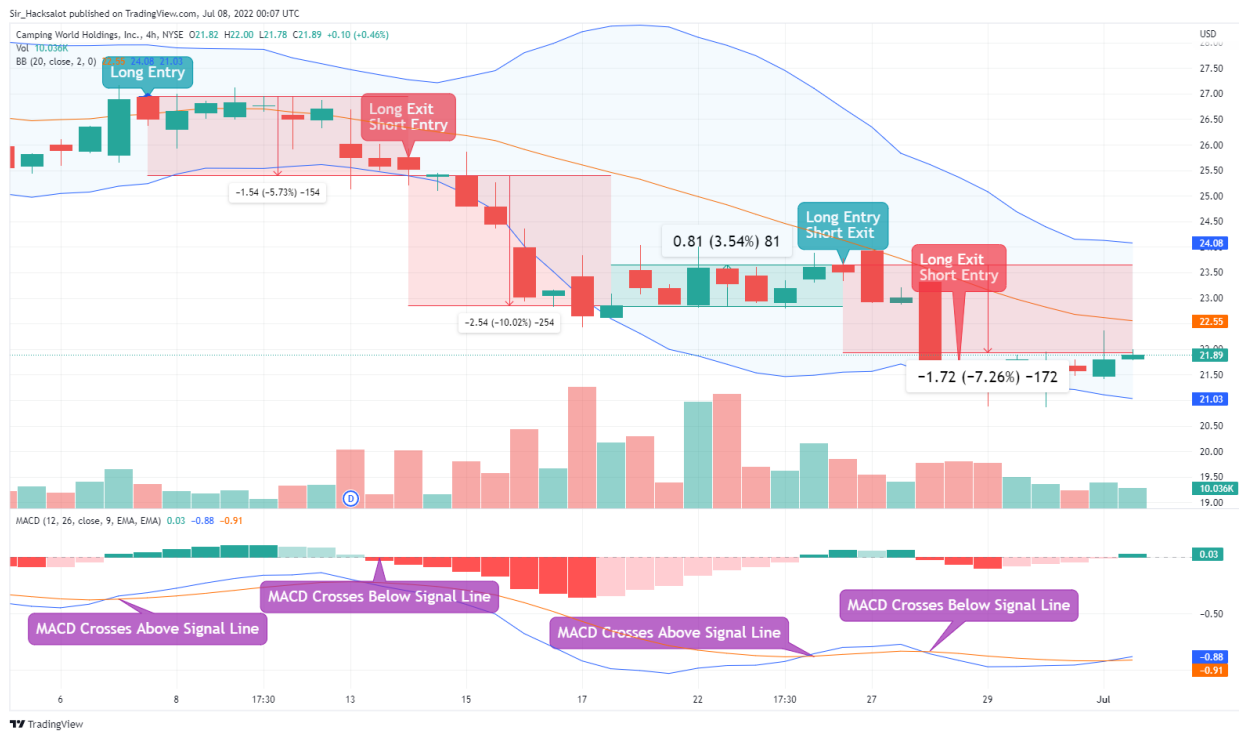 Sir_Hacksalot published on TradingView.com, Jul 08, 2022 00:07 UTC
Camping World Holdings, Inc., 4h, NYSE O21.82 H22.00 L21.78 C21.89 +0.10 (+0.46%)
USD
Vol 10.036K
BB (20, close, 2, 0) 24.08 21.03
28.00
27.50
27.00
26.50
26.00
25.50
25.00
24.50
24.08
23.50
23.00
22.55
22.00
21.89
21.50
21.03
20.50
20.00
19.50
10.036K
19.00
Long Entry
Long Exit
Short Entry
−1.54 (−5.73%) −154
−2.54 (−10.02%) −254
0.81 (3.54%) 81
Long Entry
Short Exit
Long Exit
Short Entry
−1.72 (−7.26%) −172
D
MACD (12, 26, close, 9, EMA, EMA) 0.03 −0.88 −0.91
0.03
−0.50
−0.88
−0.91
MACD Crosses Above Signal Line
MACD Crosses Below Signal Line
MACD Crosses Above Signal Line
MACD Crosses Below Signal Line
6 8 17:30 13 15 17 22 17:30 27 29 Jul
TradingView